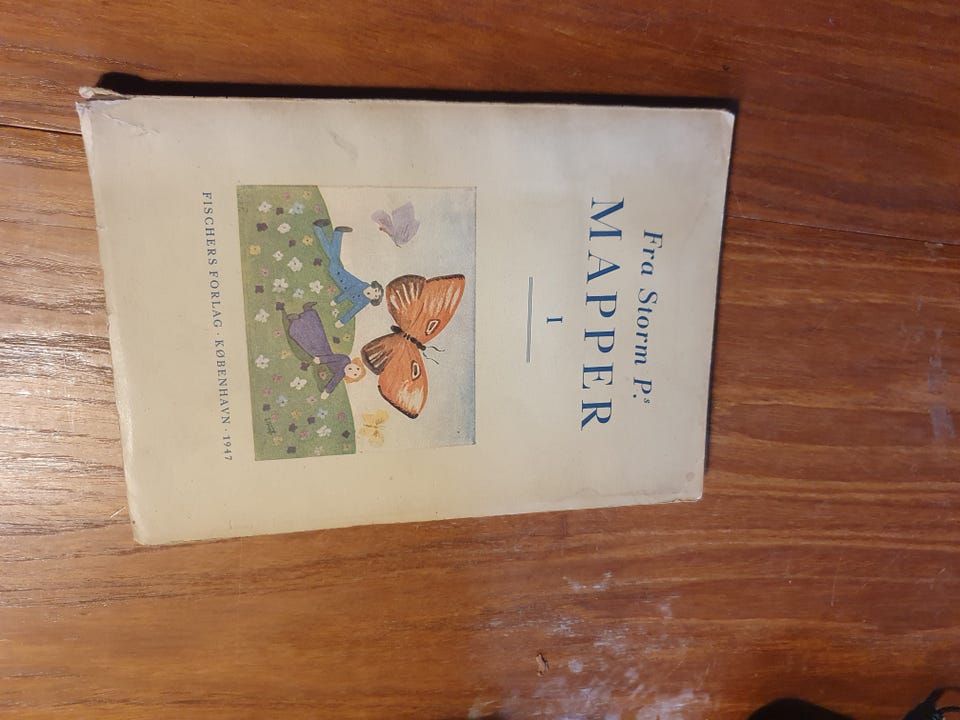 Fra Storm P.s
MAPPER
I
FISCHERS FORLAG · KØBENHAVN · 1947